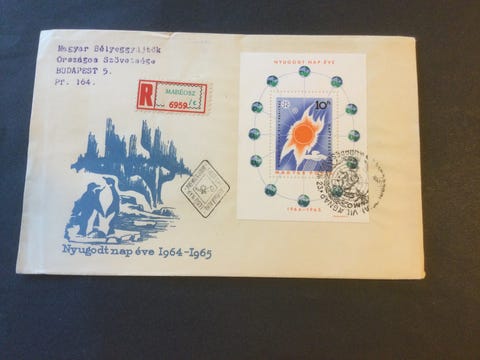 Magyar Bélyeggyűjtők
Országos Szövetsége
BUDAPEST 5.
Pf. 164.
R
MABÉOSZ
6959./c
NYUGODT NAP ÉVE
10 Ft
MAGYAR POSTA
1964-1965
Nyugodt nap éve 1964-1965